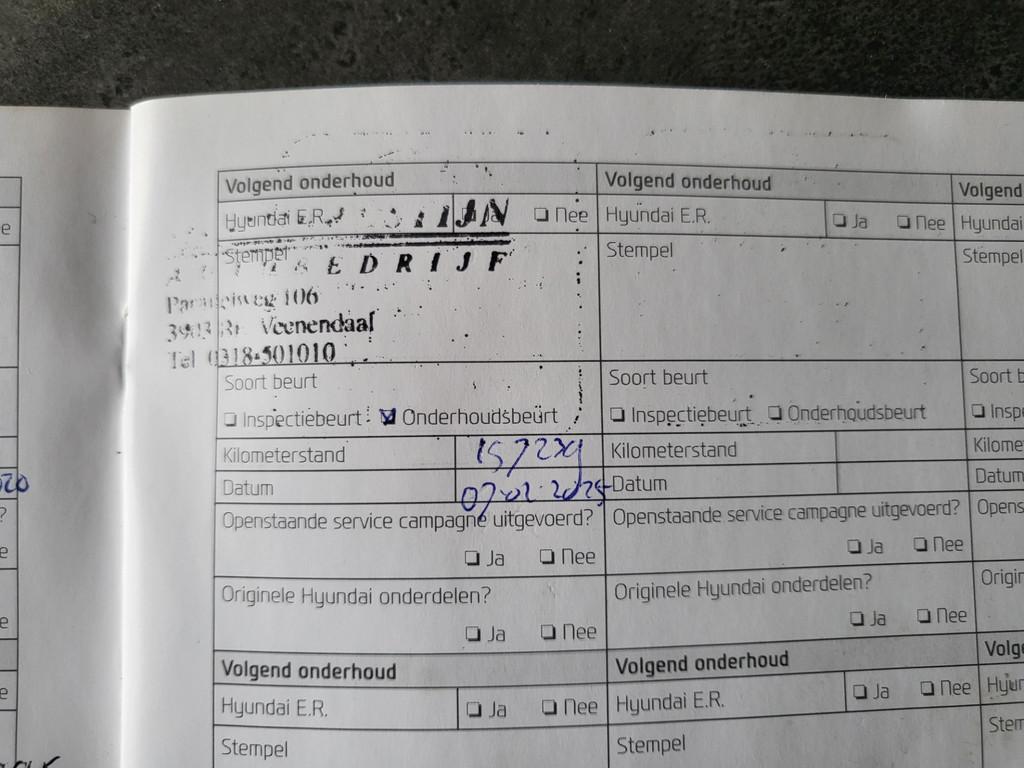 Volgend onderhoud
Hyundai E.R. Nee
Stempel
EDRIJF
106
Veenendaal
Tel 0318-501010
Soort beurt
Inspectiebeurt Onderhoudsbeurt
Kilometerstand
Datum 07-02-2025
Openstaande service campagne uitgevoerd?
Ja Nee
Originele Hyundai onderdelen?
Ja Nee
Volgend onderhoud
Hyundai E.R. Ja Nee
Stempel
Volgend onderhoud
Hyundai E.R. Ja Nee
Stempel
Soort beurt
Inspectiebeurt Onderhoudsbeurt
Kilometerstand
Datum
Openstaande service campagne uitgevoerd?
Ja Nee
Originele Hyundai onderdelen?
Ja Nee
Volgend onderhoud
Hyundai E.R. Ja Nee
Stempel
Volgend
Hyundai
Stempel
Datum